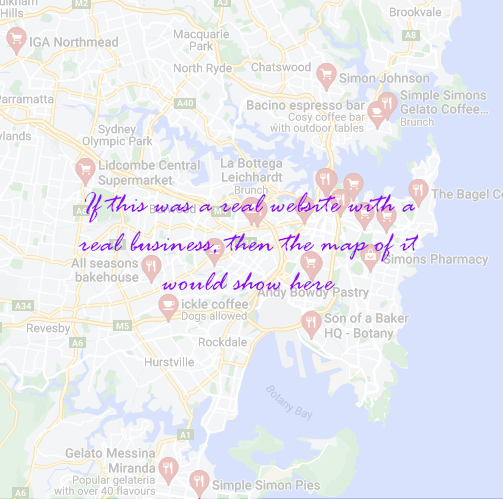 ulkham
Hills
M2
A3
Brookvale
IGA Northmead
Macquarie
Park
A8
North Ryde
Chatswood
Simon Johnson
Parramatta
A40
Bacino espresso bar
Cosy coffee bar
with outdoor tables
Simple Simons
Gelato Coffee...
Brunch
Sydney
Olympic Park
ylands
Lidcombe Central
Supermarket
La Bottega
Leichhardt
Brunch
The Bagel Co
If this was a real website with a
real business, then the map of it
would show here
Simons Pharmacy
All seasons
bakehouse
Andy Bowdy Pastry
ickle coffee
Dogs allowed
A34
M5
Revesby
A6
Son of a Baker
HQ - Botany
Rockdale
Hurstville
Botany Bay
A1
Gelato Messina
Miranda
Popular gelateria
with over 40 flavours
A6
Simple Simon Pies